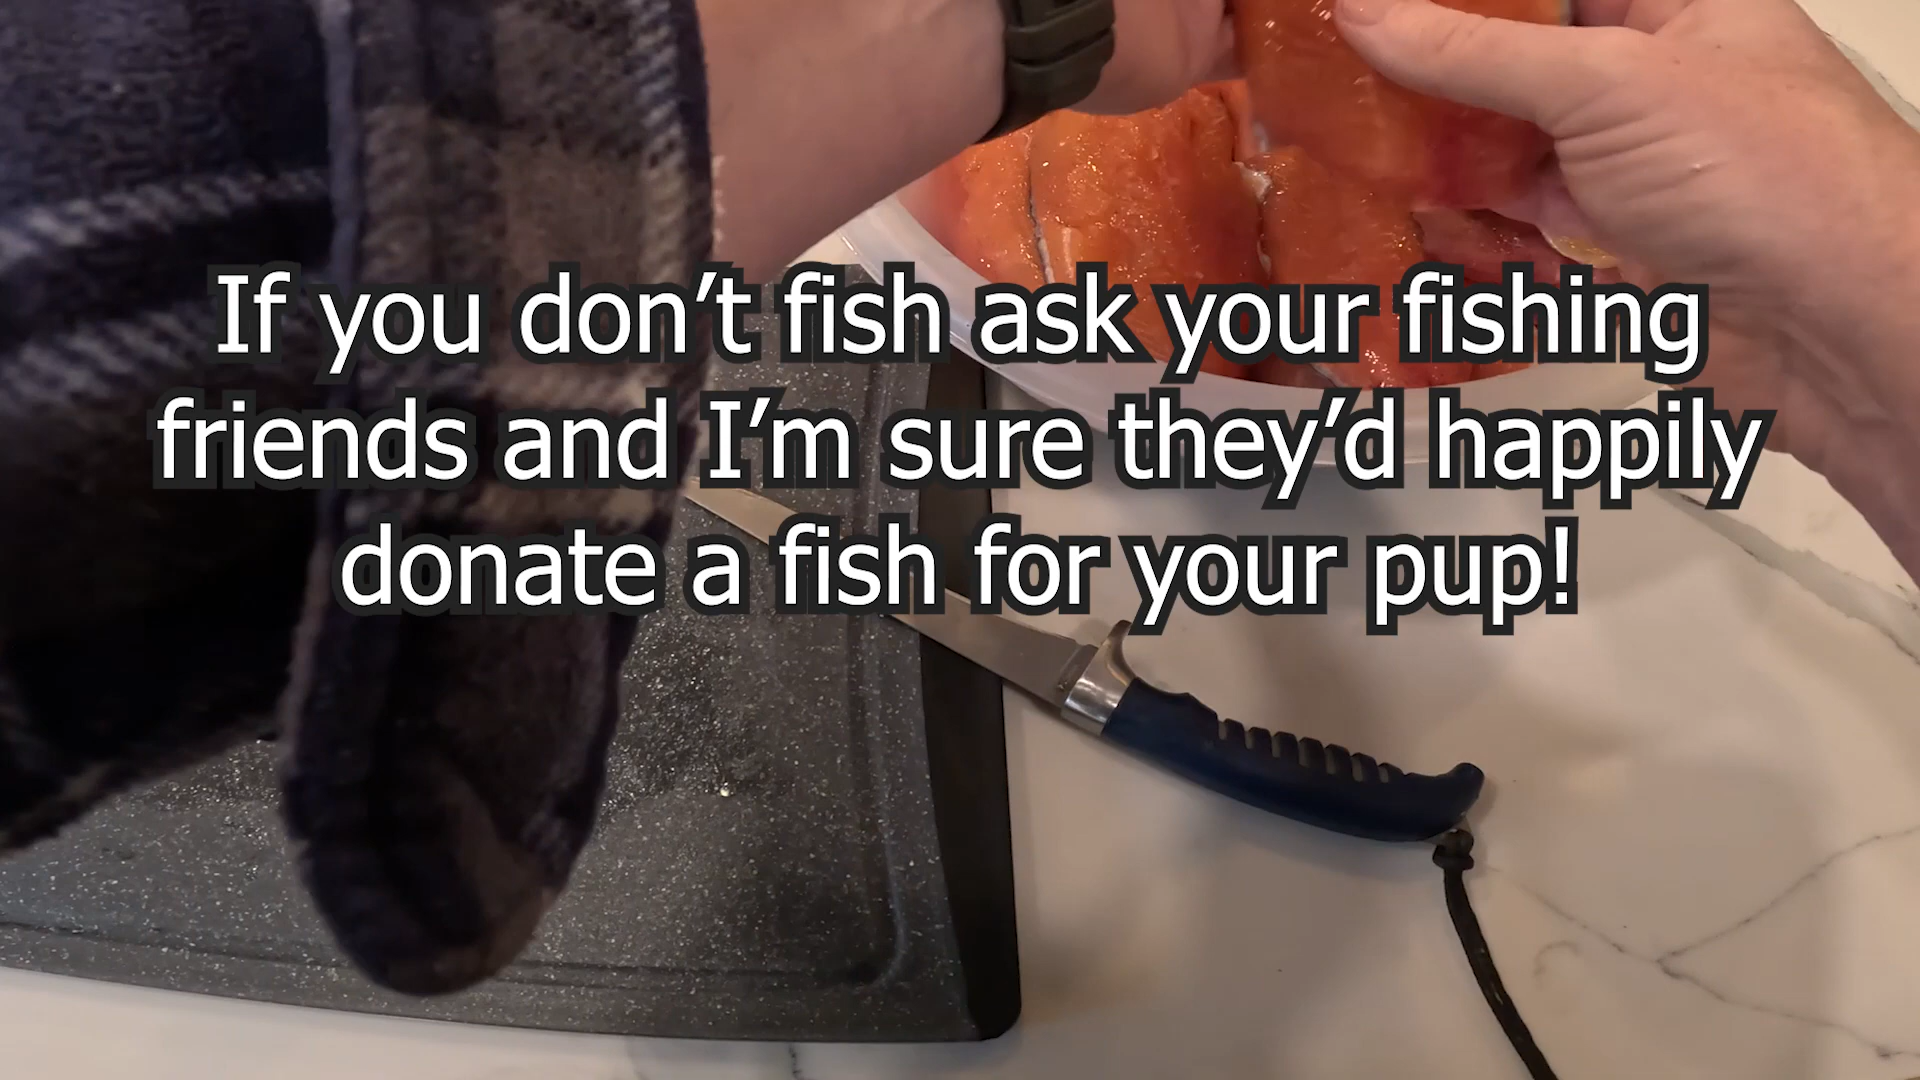 If you don’t fish ask your fishing
friends and I’m sure they’d happily
donate a fish for your pup!